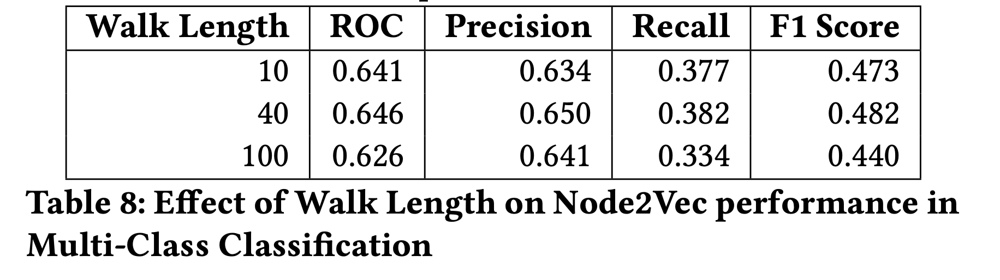 Walk Length ROC Precision Recall F1 Score
10 0.641 0.634 0.377 0.473
40 0.646 0.650 0.382 0.482
100 0.626 0.641 0.334 0.440
Table 8: Effect of Walk Length on Node2Vec performance in
Multi-Class Classification